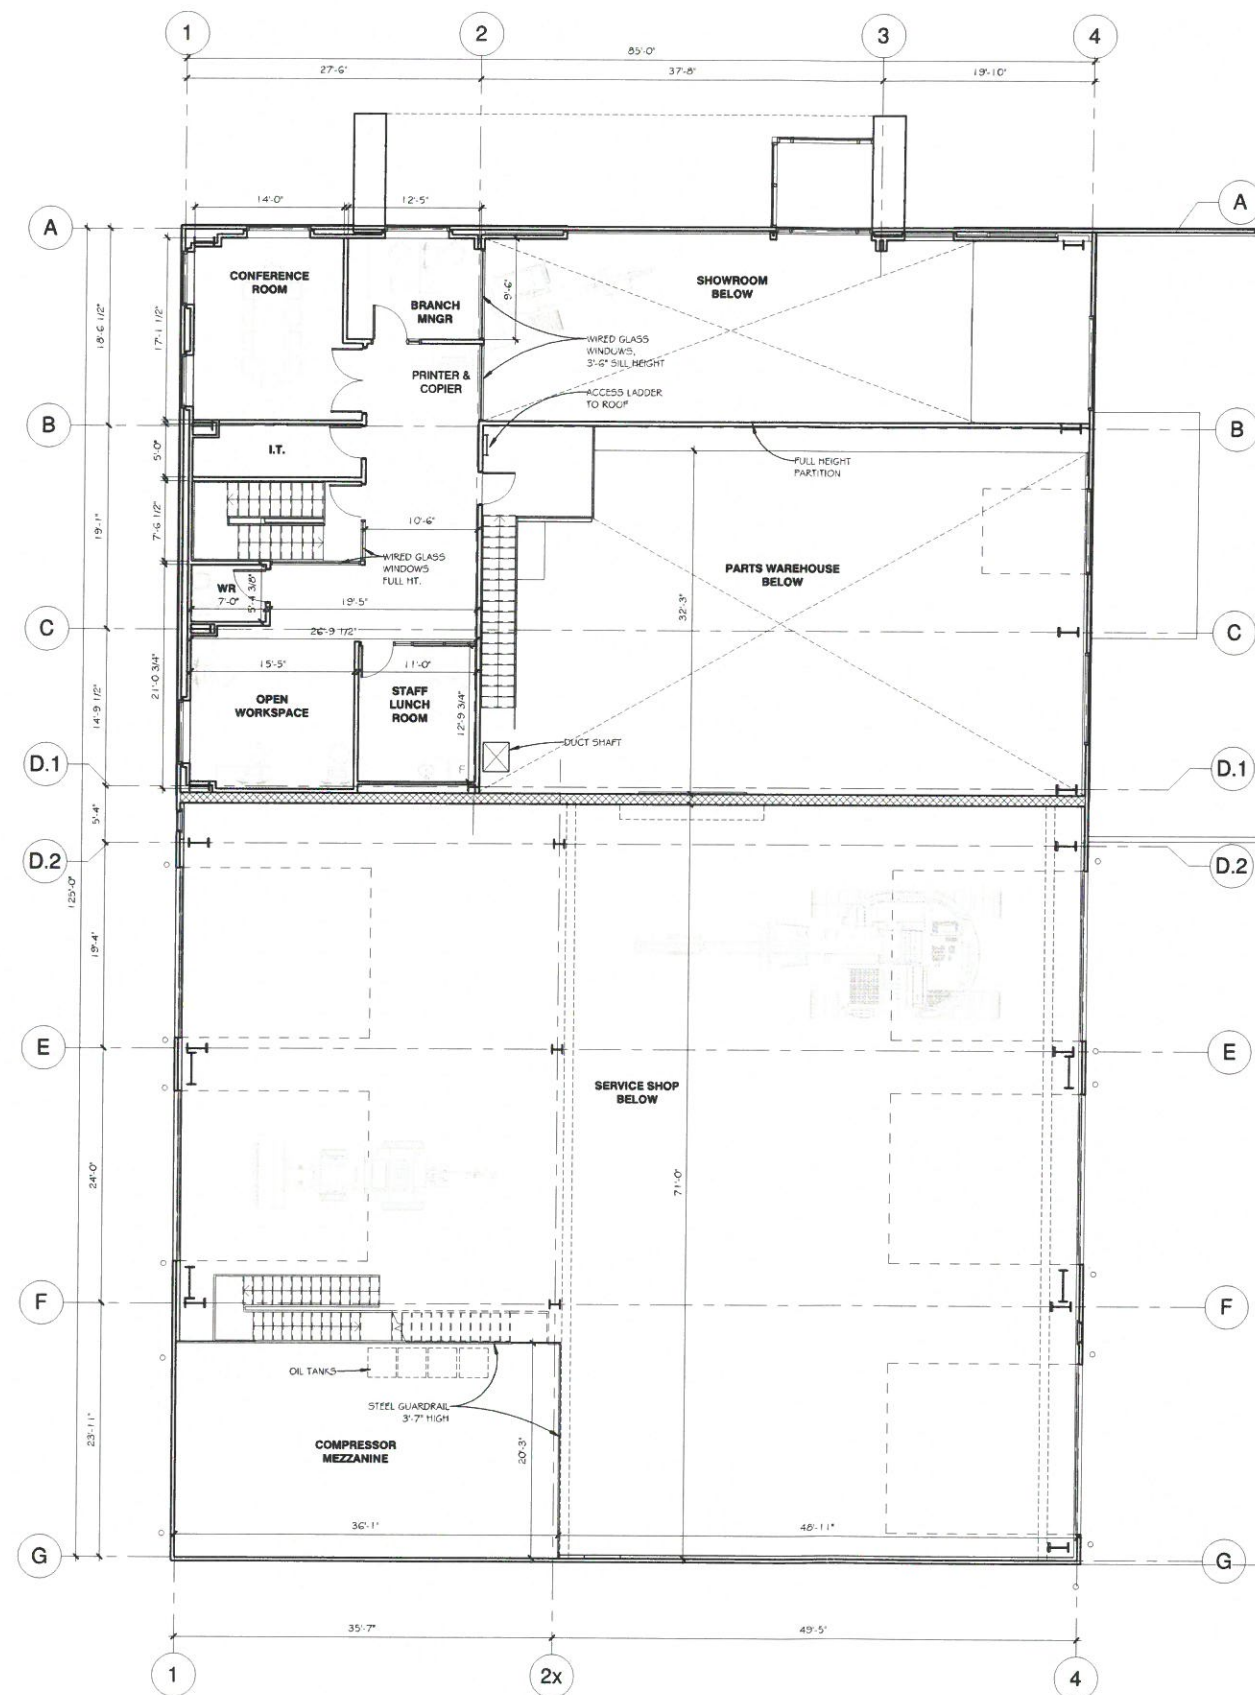 1
2
3
4
85'-0"
27'-6"
37'-8"
19'-10"
14'-0"
12'-5"
A
A
CONFERENCE
ROOM
BRANCH
MNGR
9'-6"
SHOWROOM
BELOW
18'-6 1/2"
17'-1 1/2"
WIRED GLASS
WINDOWS,
3'-6" SILL HEIGHT
PRINTER &
COPIER
ACCESS LADDER
TO ROOF
B
B
I.T.
5'-0"
FULL HEIGHT
PARTITION
19'-1"
7'-6 1/2"
10'-6"
WIRED GLASS
WINDOWS
FULL HT.
PARTS WAREHOUSE
BELOW
WR
7'-0"
5'-4 3/8"
19'-5"
32'-3"
C
C
26'-9 1/2"
15'-5"
11'-0"
21'-0 3/4"
14'-9 1/2"
OPEN
WORKSPACE
STAFF
LUNCH
ROOM
12'-9 3/4"
DUCT SHAFT
D.1
D.1
F
5'-4"
D.2
D.2
125'-0"
19'-4"
E
E
SERVICE SHOP
BELOW
24'-0"
71'-0"
F
F
OIL TANKS
STEEL GUARDRAIL
3'-7" HIGH
23'-11"
COMPRESSOR
MEZZANINE
20'-3"
36'-1"
48'-11"
G
G
35'-7"
49'-5"
1
2x
4